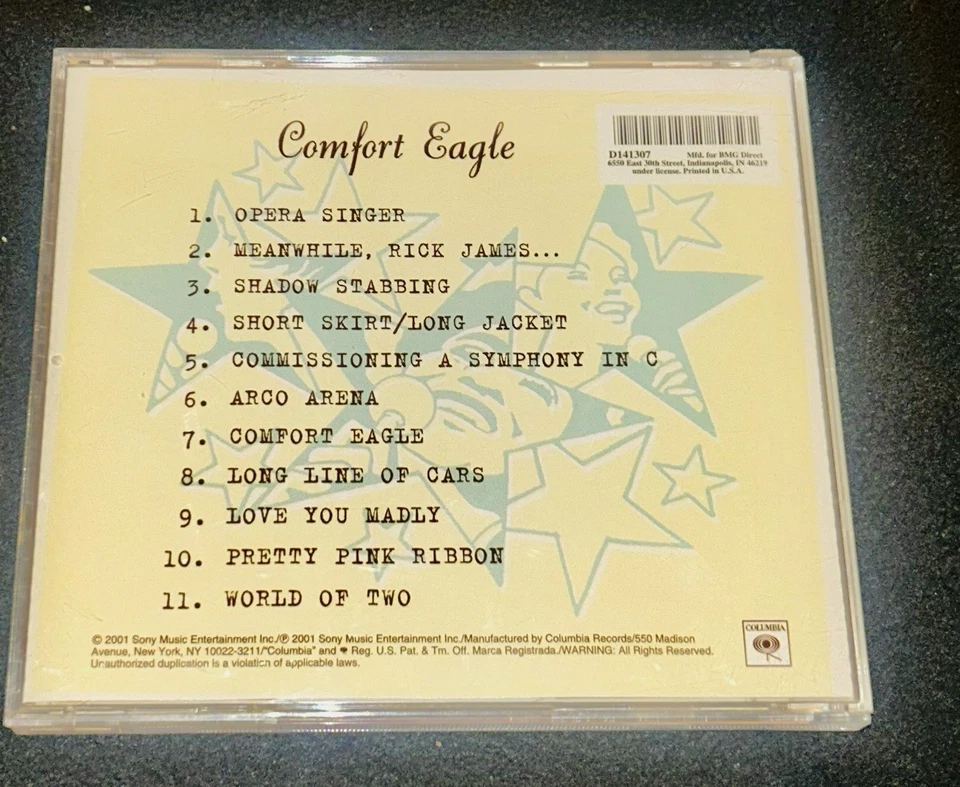 Comfort Eagle
D141307 Mfd. for BMG Direct
6550 East 30th Street, Indianapolis, IN 46219
under license. Printed in U.S.A.
1. OPERA SINGER
2. MEANWHILE, RICK JAMES...
3. SHADOW STABBING
4. SHORT SKIRT/LONG JACKET
5. COMMISSIONING A SYMPHONY IN C
6. ARCO ARENA
7. COMFORT EAGLE
8. LONG LINE OF CARS
9. LOVE YOU MADLY
10. PRETTY PINK RIBBON
11. WORLD OF TWO
© 2001 Sony Music Entertainment Inc./℗ 2001 Sony Music Entertainment Inc./Manufactured by Columbia Records/550 Madison
Avenue, New York, NY 10022-3211/"Columbia" and Reg. U.S. Pat. & Tm. Off. Marca Registrada./WARNING: All Rights Reserved.
Unauthorized duplication is a violation of applicable laws.
COLUMBIA